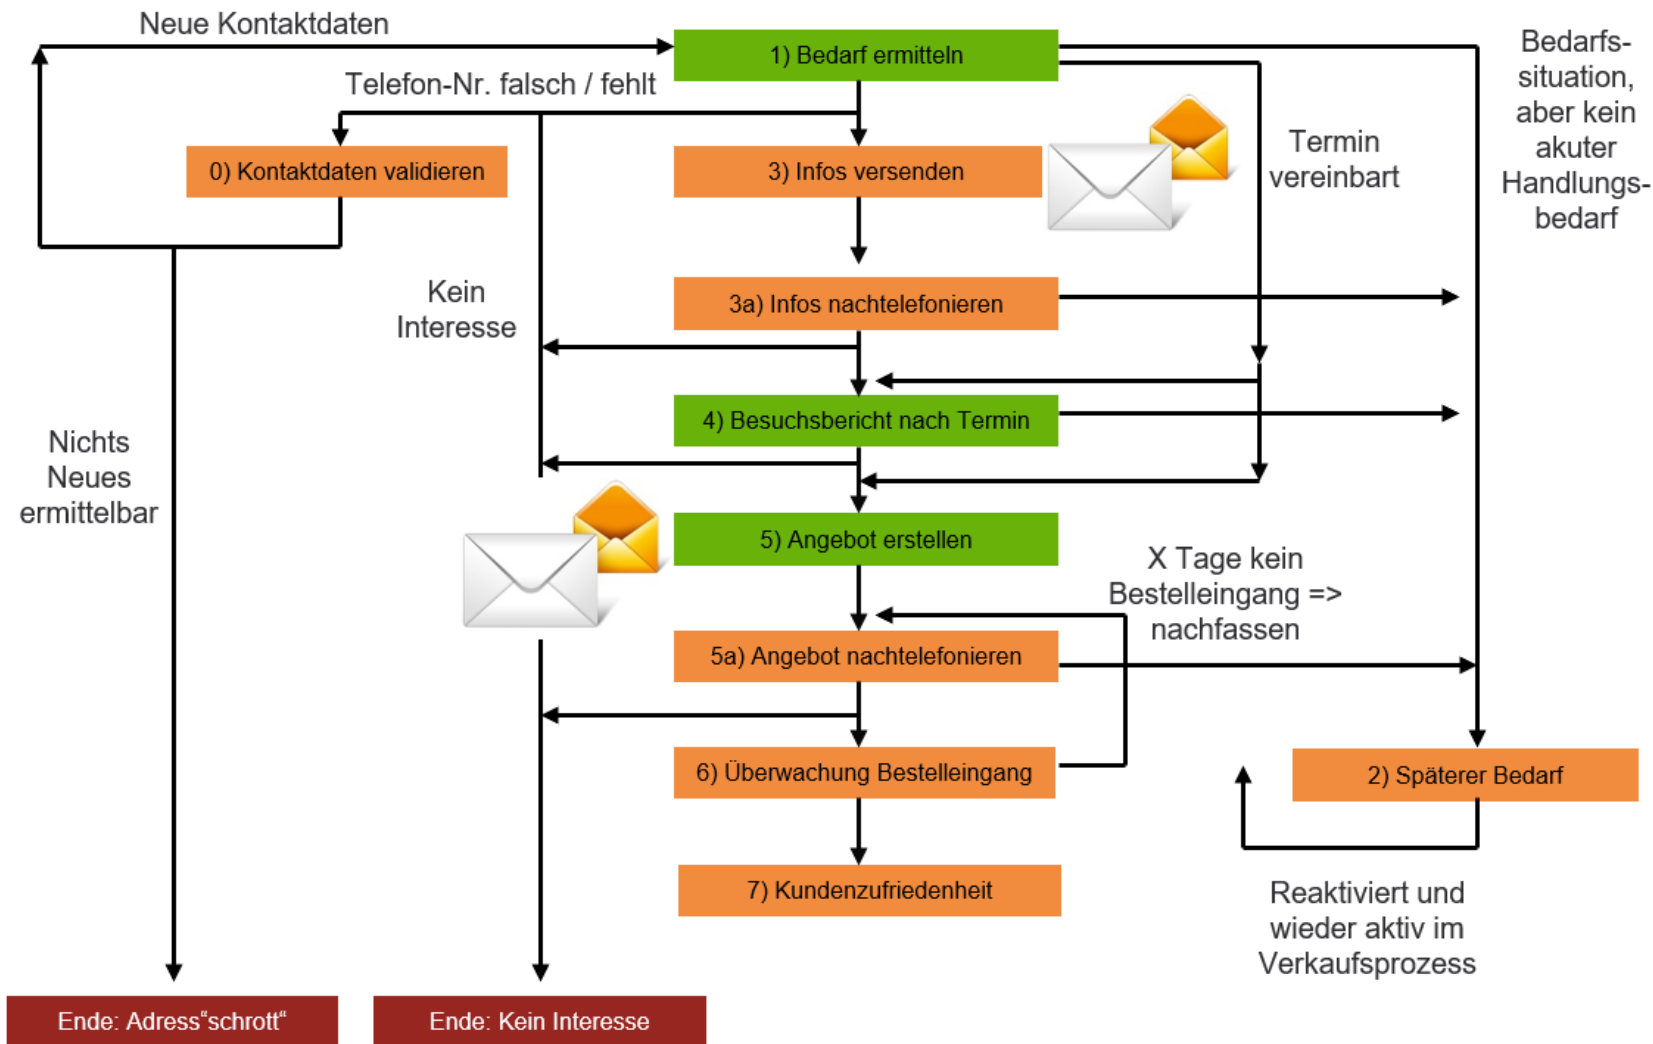 Neue Kontaktdaten
1) Bedarf ermitteln
Bedarfs-
situation,
aber kein
akuter
Handlungs-
bedarf
Telefon-Nr. falsch / fehlt
Termin
vereinbart
0) Kontaktdaten validieren
3) Infos versenden
Kein
Interesse
3a) Infos nachtelefonieren
4) Besuchsbericht nach Termin
Nichts
Neues
ermittelbar
5) Angebot erstellen
X Tage kein
Bestelleingang =>
nachfassen
5a) Angebot nachtelefonieren
6) Überwachung Bestelleingang
2) Späterer Bedarf
7) Kundenzufriedenheit
Reaktiviert und
wieder aktiv im
Verkaufsprozess
Ende: Adress“schrott“
Ende: Kein Interesse